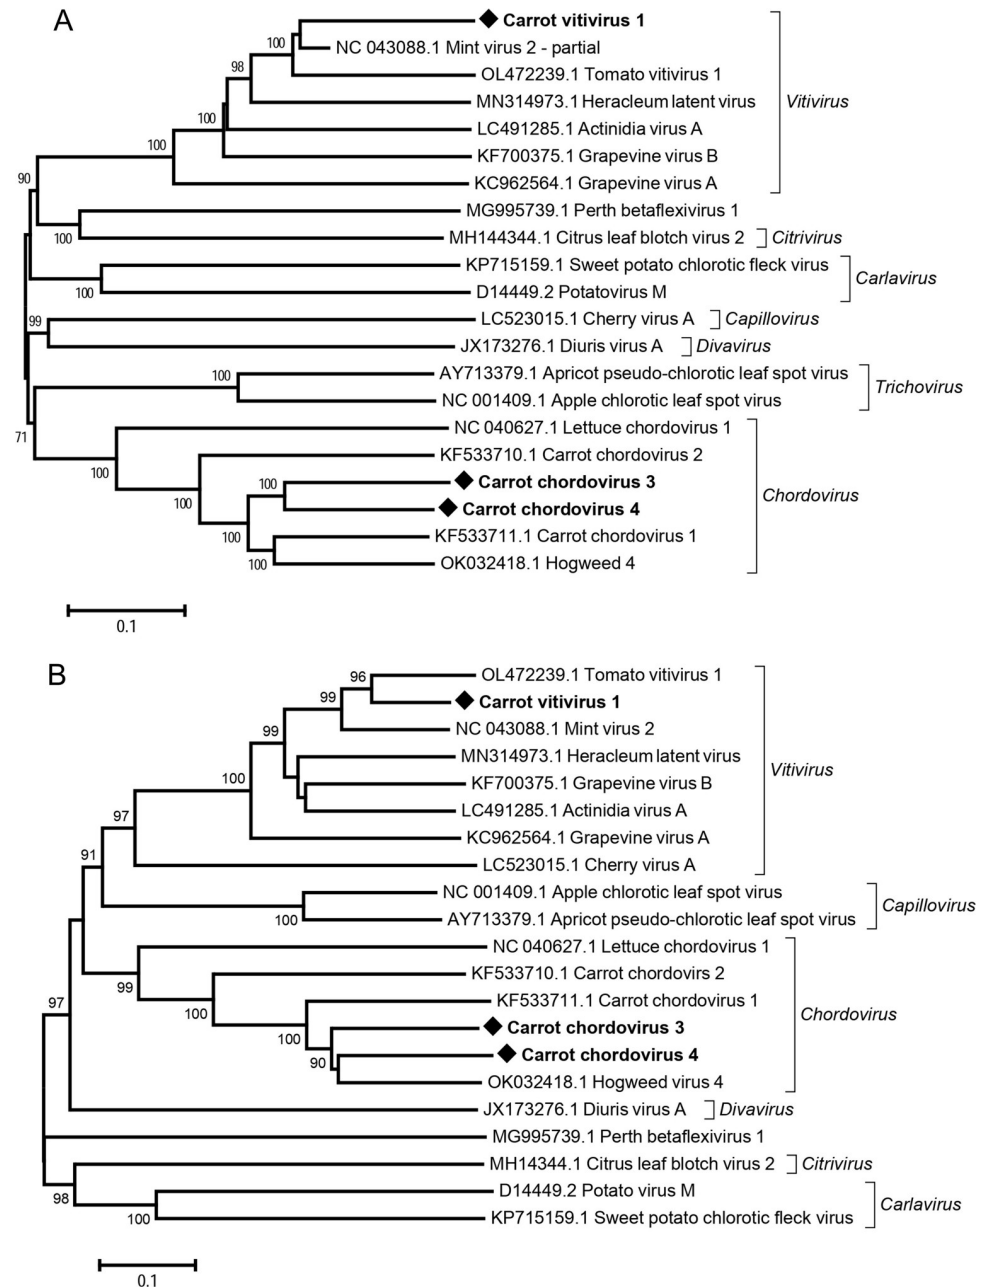 A
Carrot vitivirus 1
100
NC 043088.1 Mint virus 2 - partial
98
OL472239.1 Tomato vitivirus 1
MN314973.1 Heracleum latent virus
Vitivirus
100
LC491285.1 Actinidia virus A
100
KF700375.1 Grapevine virus B
KC962564.1 Grapevine virus A
90
MG995739.1 Perth betaflexivirus 1
100
MH144344.1 Citrus leaf blotch virus 2
Citrivirus
KP715159.1 Sweet potato chlorotic fleck virus
Carlavirus
100
D14449.2 Potatovirus M
99
LC523015.1 Cherry virus A
Capillovirus
JX173276.1 Diuris virus A
Divavirus
100
AY713379.1 Apricot pseudo-chlorotic leaf spot virus
Trichovirus
NC 001409.1 Apple chlorotic leaf spot virus
71
NC 040627.1 Lettuce chordovirus 1
100
KF533710.1 Carrot chordovirus 2
100
Carrot chordovirus 3
Chordovirus
100
Carrot chordovirus 4
100
KF533711.1 Carrot chordovirus 1
100
OK032418.1 Hogweed 4
0.1
B
96
OL472239.1 Tomato vitivirus 1
99
Carrot vitivirus 1
99
NC 043088.1 Mint virus 2
MN314973.1 Heracleum latent virus
Vitivirus
100
KF700375.1 Grapevine virus B
LC491285.1 Actinidia virus A
97
KC962564.1 Grapevine virus A
91
LC523015.1 Cherry virus A
NC 001409.1 Apple chlorotic leaf spot virus
Capillovirus
100
AY713379.1 Apricot pseudo-chlorotic leaf spot virus
NC 040627.1 Lettuce chordovirus 1
99
KF533710.1 Carrot chordovirs 2
97
100
KF533711.1 Carrot chordovirus 1
Chordovirus
100
Carrot chordovirus 3
90
Carrot chordovirus 4
OK032418.1 Hogweed virus 4
JX173276.1 Diuris virus A
Divavirus
MG995739.1 Perth betaflexivirus 1
MH14344.1 Citrus leaf blotch virus 2
Citrivirus
98
D14449.2 Potato virus M
Carlavirus
100
KP715159.1 Sweet potato chlorotic fleck virus
0.1